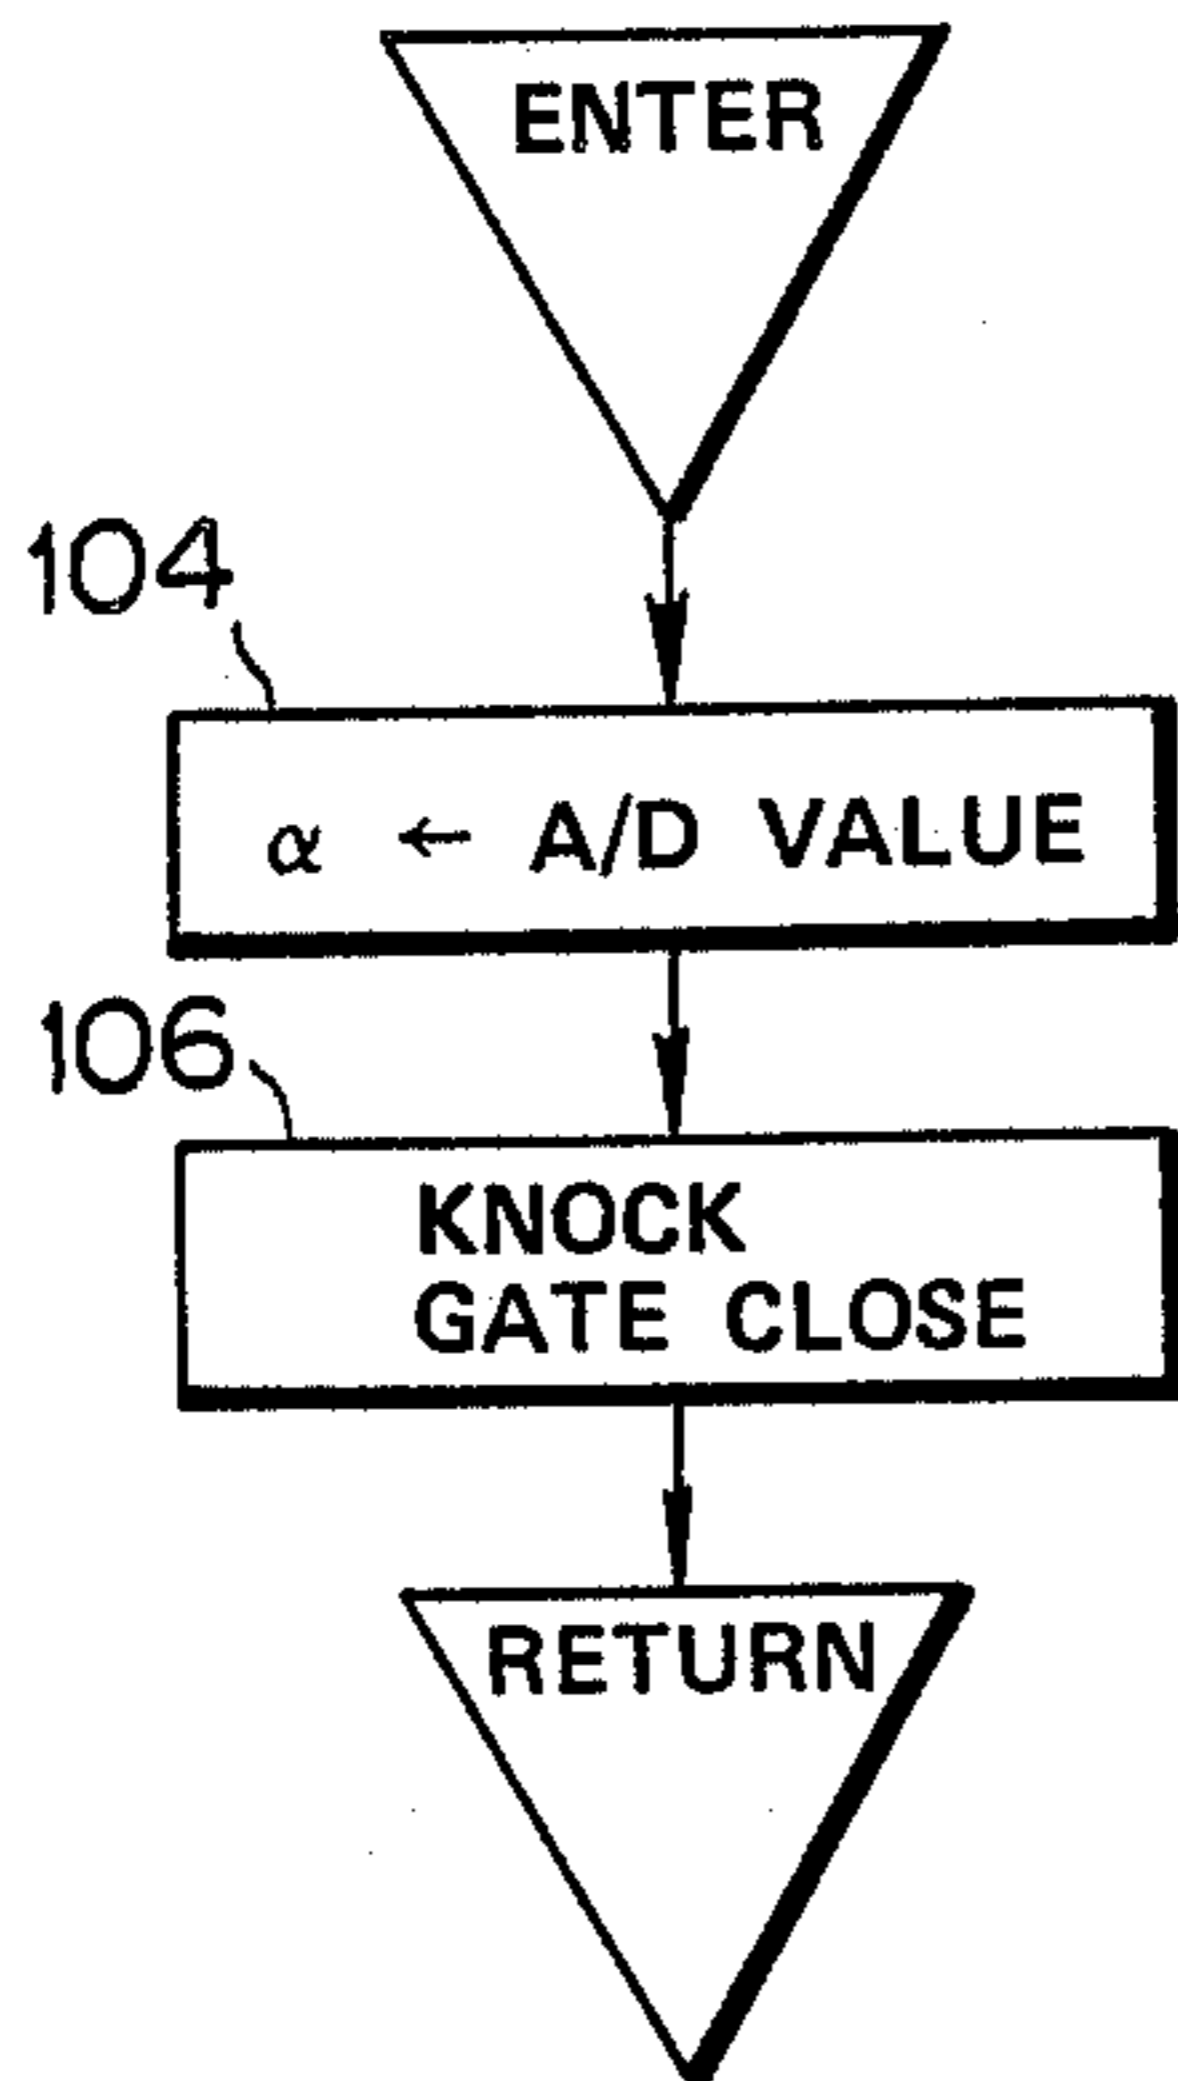 ENTER
104
α ← A/D VALUE
106
KNOCK
GATE CLOSE
RETURN